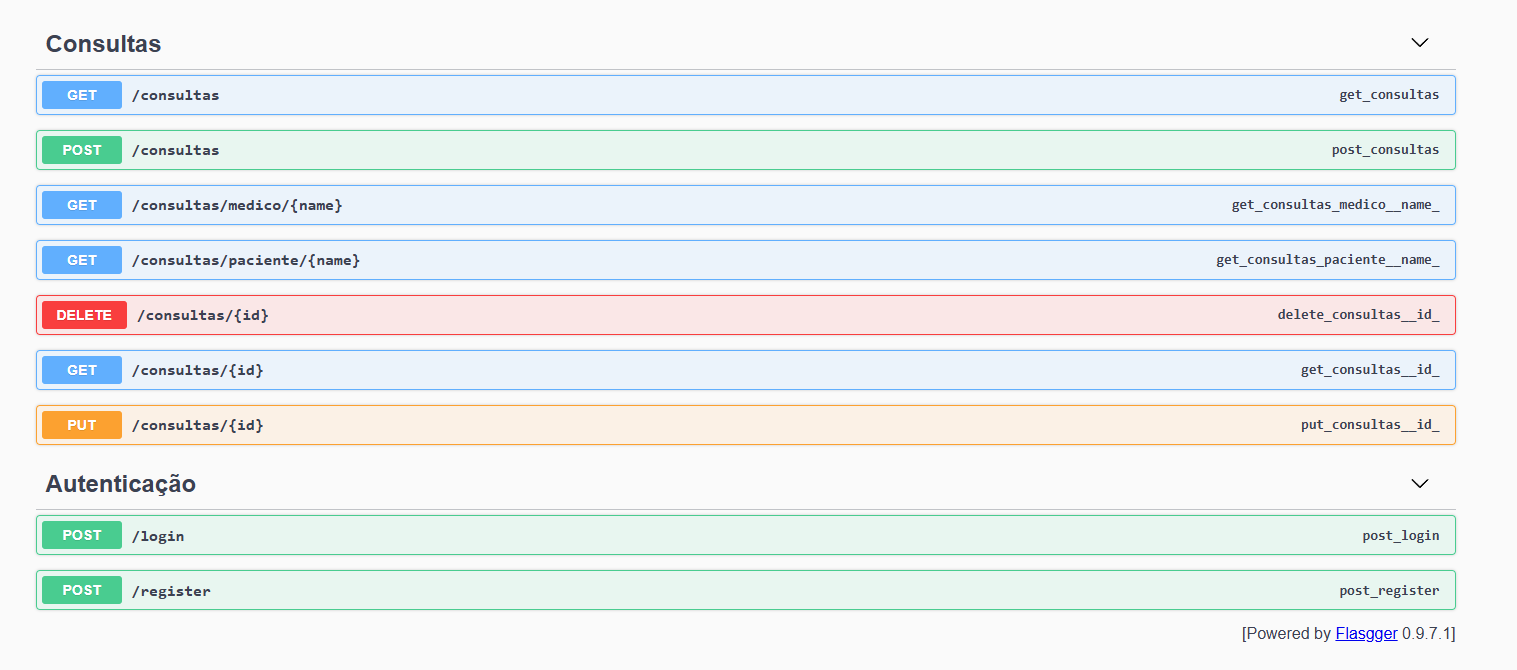 Consultas
GET /consultas get_consultas
POST /consultas post_consultas
GET /consultas/medico/{name} get_consultas_medico__name_
GET /consultas/paciente/{name} get_consultas_paciente__name_
DELETE /consultas/{id} delete_consultas__id_
GET /consultas/{id} get_consultas__id_
PUT /consultas/{id} put_consultas__id_
Autenticação
POST /login post_login
POST /register post_register
[Powered by Flasgger 0.9.7.1]